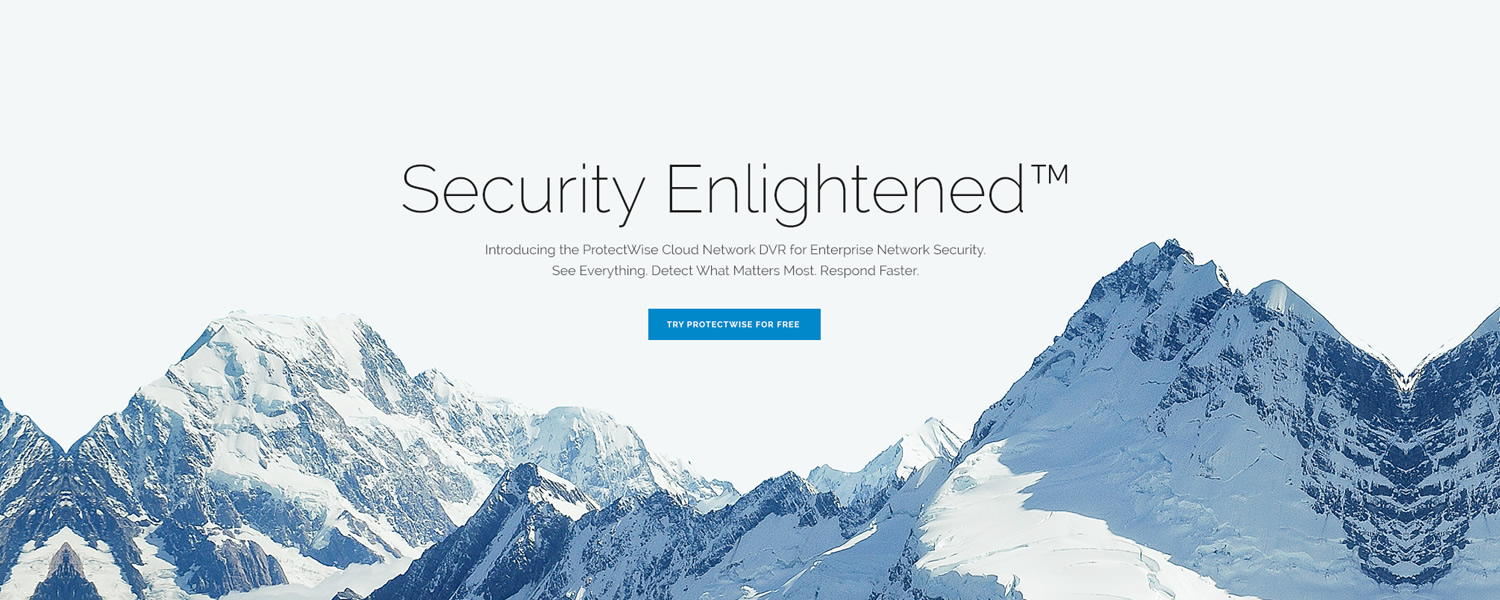 Security Enlightened™
Introducing the ProtectWise Cloud Network DVR for Enterprise Network Security.
See Everything. Detect What Matters Most. Respond Faster.
TRY PROTECTWISE FOR FREE